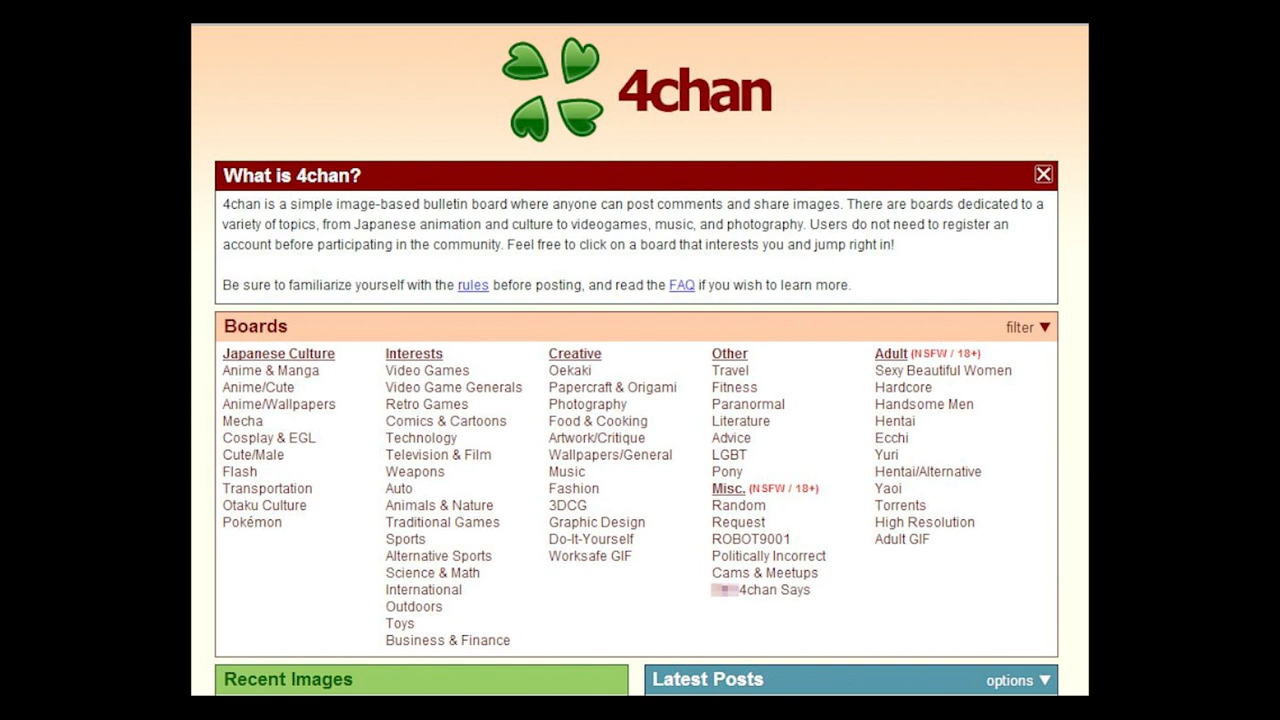 4chan
What is 4chan?
4chan is a simple image-based bulletin board where anyone can post comments and share images. There are boards dedicated to a
variety of topics, from Japanese animation and culture to videogames, music, and photography. Users do not need to register an
account before participating in the community. Feel free to click on a board that interests you and jump right in!
Be sure to familiarize yourself with the rules before posting, and read the FAQ if you wish to learn more.
Boards
filter ▼
Japanese Culture
Anime & Manga
Anime/Cute
Anime/Wallpapers
Mecha
Cosplay & EGL
Cute/Male
Flash
Transportation
Otaku Culture
Pokémon
Interests
Video Games
Video Game Generals
Retro Games
Comics & Cartoons
Technology
Television & Film
Weapons
Auto
Animals & Nature
Traditional Games
Sports
Alternative Sports
Science & Math
International
Outdoors
Toys
Business & Finance
Creative
Oekaki
Papercraft & Origami
Photography
Food & Cooking
Artwork/Critique
Wallpapers/General
Music
Fashion
3DCG
Graphic Design
Do-It-Yourself
Worksafe GIF
Other
Travel
Fitness
Paranormal
Literature
Advice
LGBT
Pony
Misc. (NSFW / 18+)
Random
Request
ROBOT9001
Politically Incorrect
Cams & Meetups
4chan Says
Adult (NSFW / 18+)
Sexy Beautiful Women
Hardcore
Handsome Men
Hentai
Ecchi
Yuri
Hentai/Alternative
Yaoi
Torrents
High Resolution
Adult GIF
Recent Images
Latest Posts
options ▼